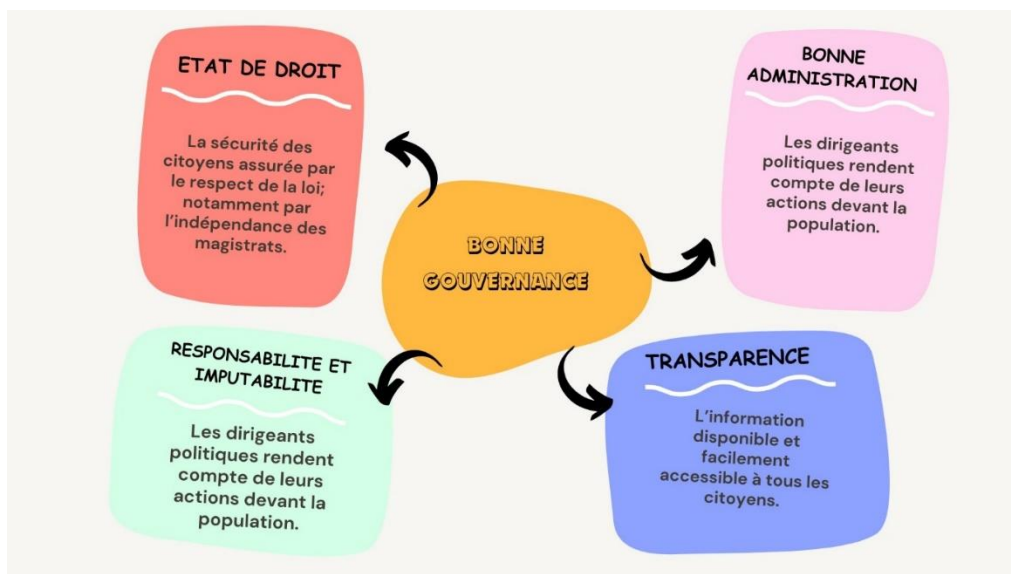 ETAT DE DROIT
La sécurité des
citoyens assurée par
le respect de la loi;
notamment par
l'indépendance des
magistrats.
BONNE
ADMINISTRATION
Les dirigeants
politiques rendent
compte de leurs
actions devant la
population.
BONNE
GOUVERNANCE
RESPONSABILITE ET
IMPUTABILITE
Les dirigeants
politiques rendent
compte de leurs
actions devant la
population.
TRANSPARENCE
L'information
disponible et
facilement
accessible à tous les
citoyens.